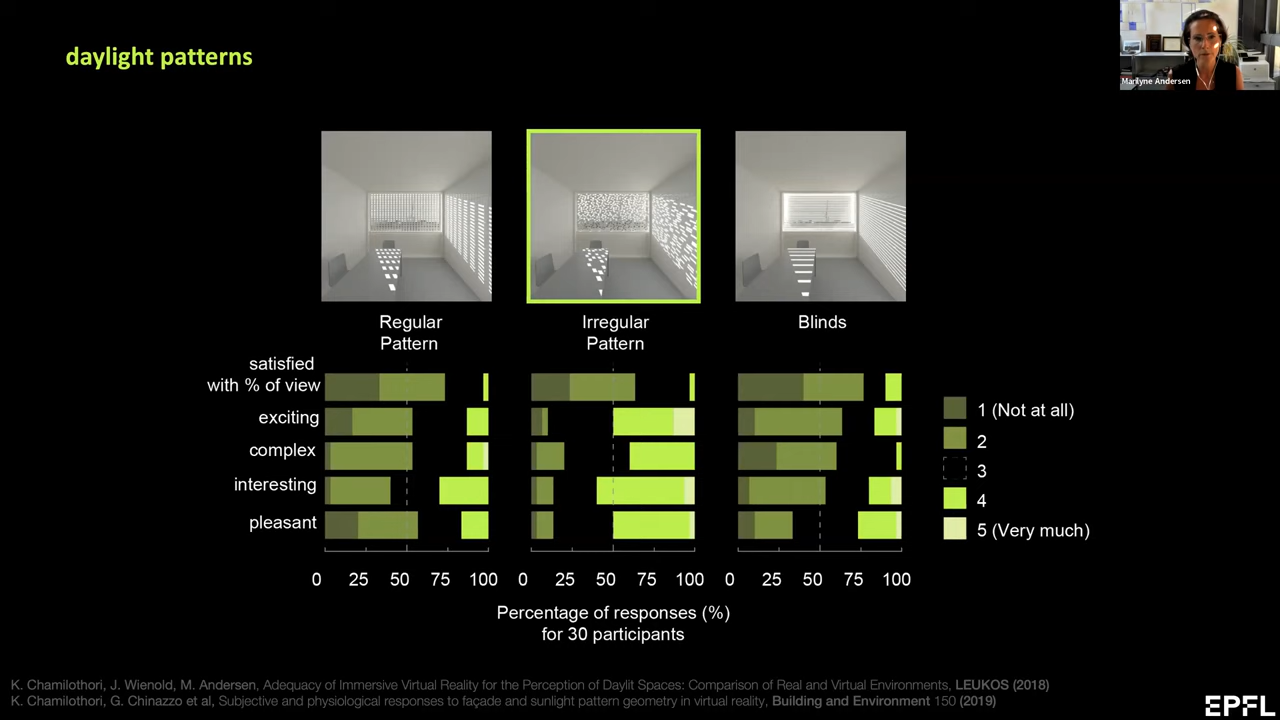 daylight patterns
Marilyne Andersen
Regular
Pattern
Irregular
Pattern
Blinds
satisfied
with % of view
exciting
complex
interesting
pleasant
1 (Not at all)
2
3
4
5 (Very much)
0 25 50 75 100 0 25 50 75 100 0 25 50 75 100
Percentage of responses (%)
for 30 participants
K. Chamilothori, J. Wienold, M. Andersen, Adequacy of Immersive Virtual Reality for the Perception of Daylit Spaces: Comparison of Real and Virtual Environments, LEUKOS (2018)
K. Chamilothori, G. Chinazzo et al, Subjective and physiological responses to façade and sunlight pattern geometry in virtual reality, Building and Environment 150 (2019)
EPFL